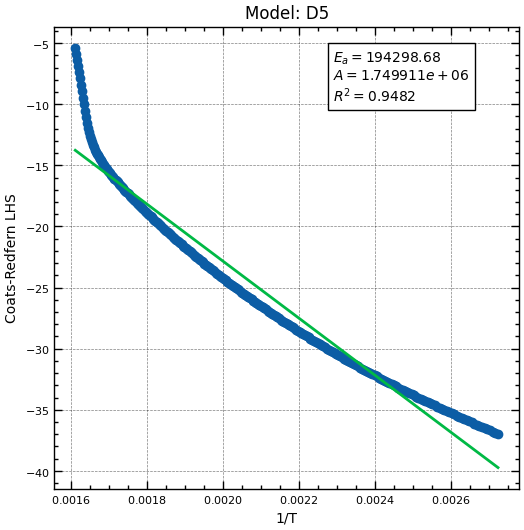 Model: D5
E_a = 194298.68
A = 1.749911e + 06
R² = 0.9482
Coats-Redfern LHS
−5
−10
−15
−20
−25
−30
−35
−40
0.0016 0.0018 0.0020 0.0022 0.0024 0.0026
1/T